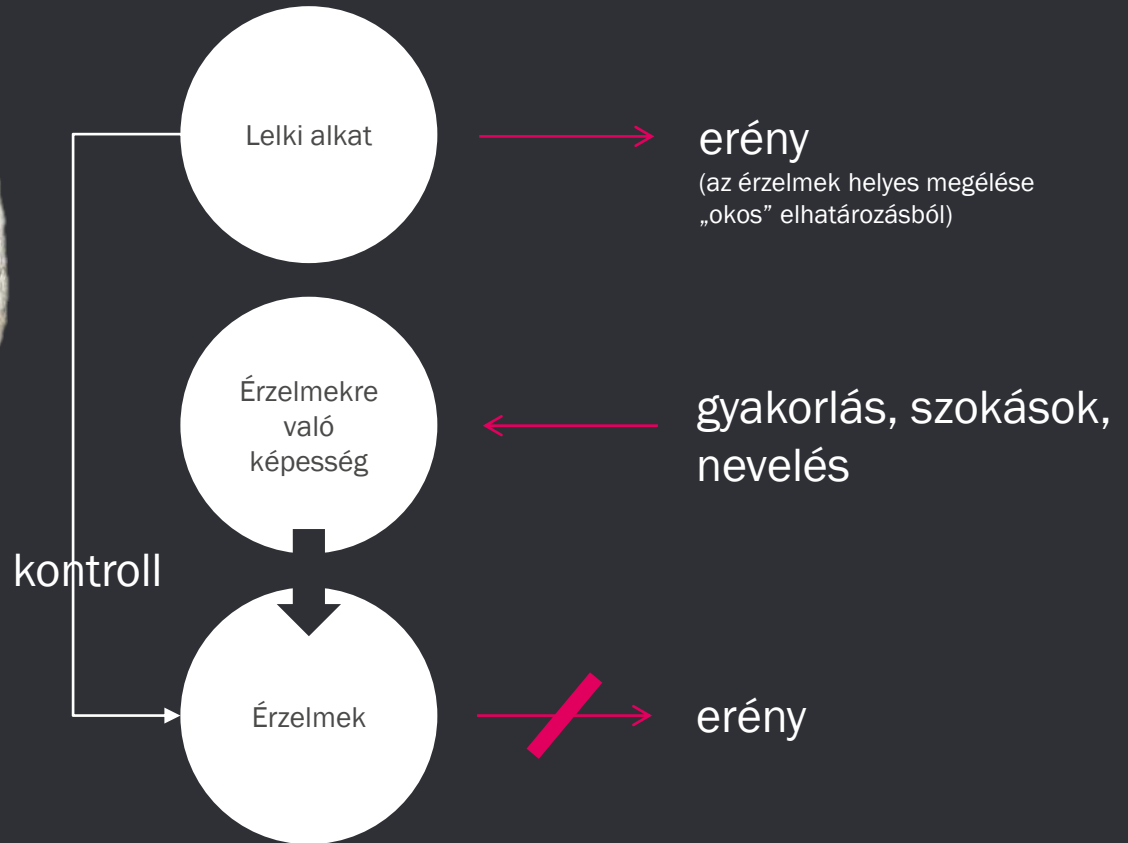 Lelki alkat
erény
(az érzelmek helyes megélése
„okos” elhatározásból)
Érzelmekre
való
képesség
gyakorlás, szokások,
nevelés
kontroll
Érzelmek
erény